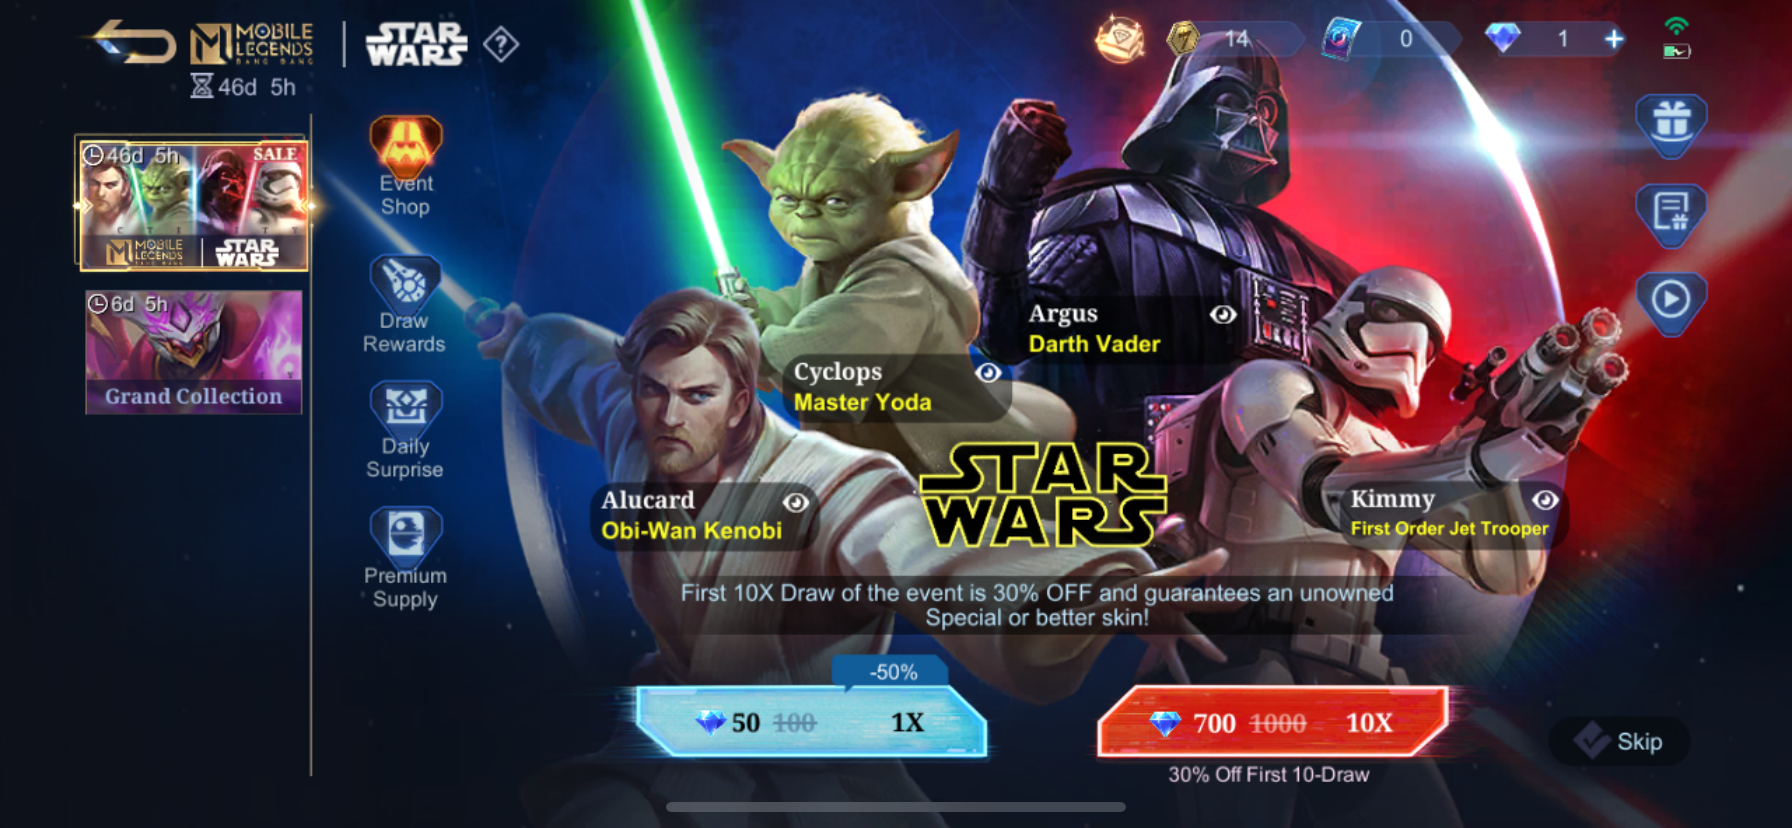 MOBILE
LEGENDS
BANG BANG
STAR
WARS
?
46d 5h
14
0
1
+
46d 5h
SALE
MOBILE
LEGENDS
STAR
WARS
6d 5h
Grand Collection
Event
Shop
Draw
Rewards
Daily
Surprise
Premium
Supply
Argus
Darth Vader
Cyclops
Master Yoda
Alucard
Obi-Wan Kenobi
Kimmy
First Order Jet Trooper
STAR
WARS
First 10X Draw of the event is 30% OFF and guarantees an unowned
Special or better skin!
-50%
50 100 1X
700 1000 10X
30% Off First 10-Draw
Skip